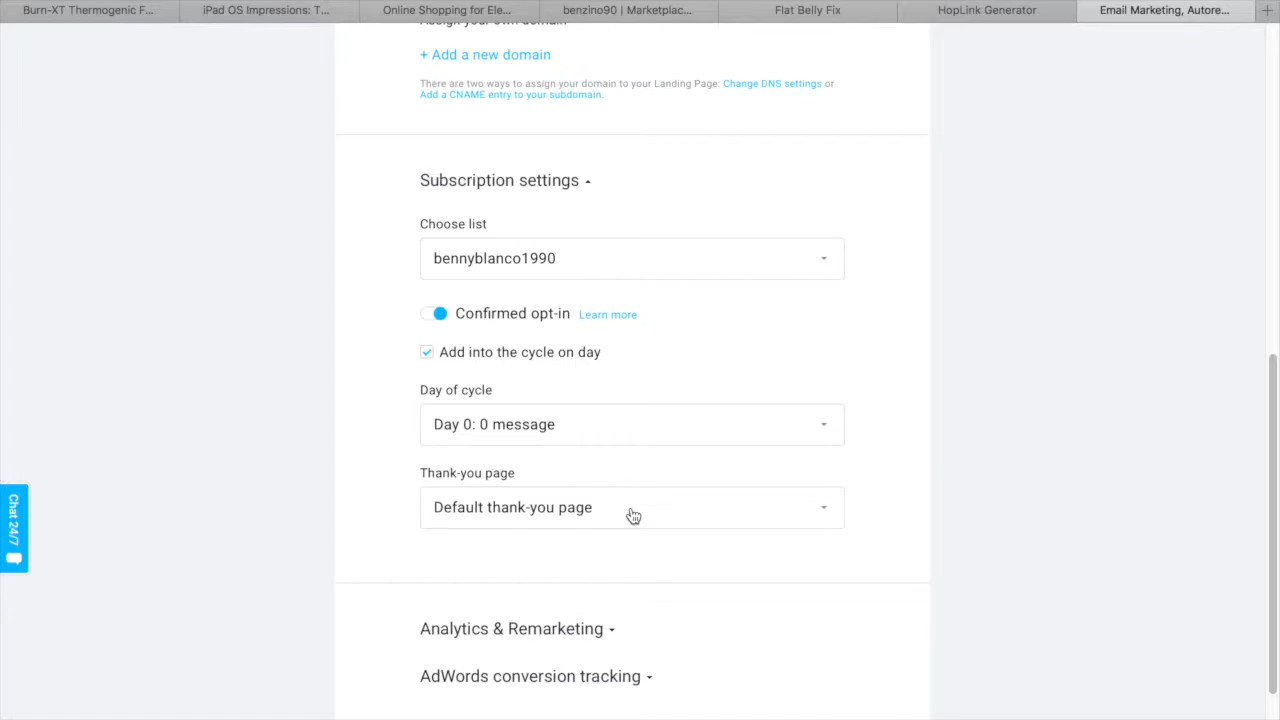 Burn-XT Thermogenic F...
iPad OS Impressions: T...
Online Shopping for Ele...
benzino90 | Marketplac...
Flat Belly Fix
HopLink Generator
Email Marketing, Autore...
Assign your own domain
+ Add a new domain
There are two ways to assign your domain to your Landing Page: Change DNS settings or
Add a CNAME entry to your subdomain.
Subscription settings
Choose list
bennyblanco1990
Confirmed opt-in Learn more
Add into the cycle on day
Day of cycle
Day 0: 0 message
Thank-you page
Default thank-you page
Chat 24/7
Analytics & Remarketing
AdWords conversion tracking